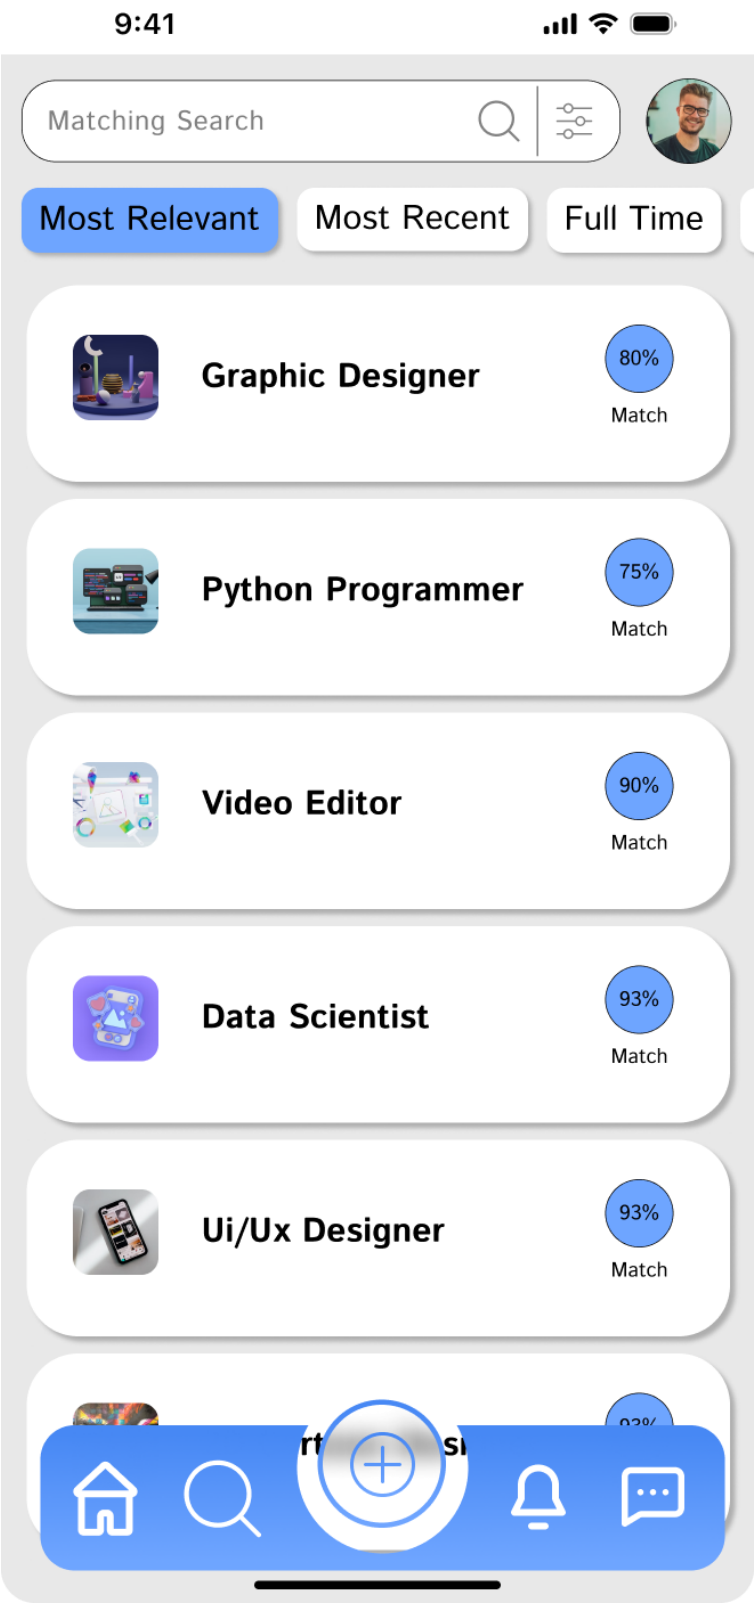 9:41
Matching Search
Most Relevant
Most Recent
Full Time
Graphic Designer
80%
Match
Python Programmer
75%
Match
Video Editor
90%
Match
Data Scientist
93%
Match
Ui/Ux Designer
93%
Match